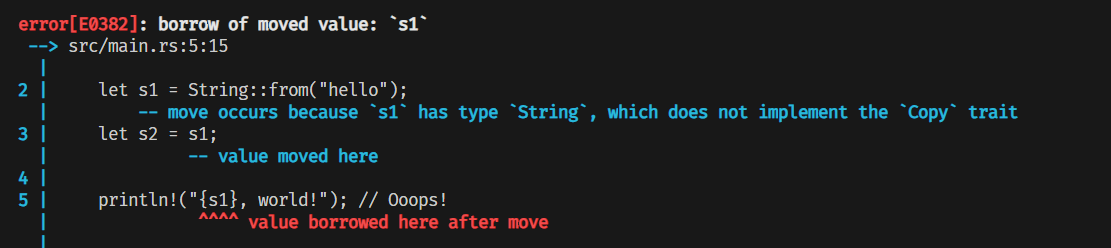 error[E0382]: borrow of moved value: `s1`
 --> src/main.rs:5:15
  |
2 |     let s1 = String::from("hello");
  |         -- move occurs because `s1` has type `String`, which does not implement the `Copy` trait
3 |     let s2 = s1;
  |              -- value moved here
4 |
5 |     println!("{s1}, world!"); // Ooops!
  |               ^^^^ value borrowed here after move
  |